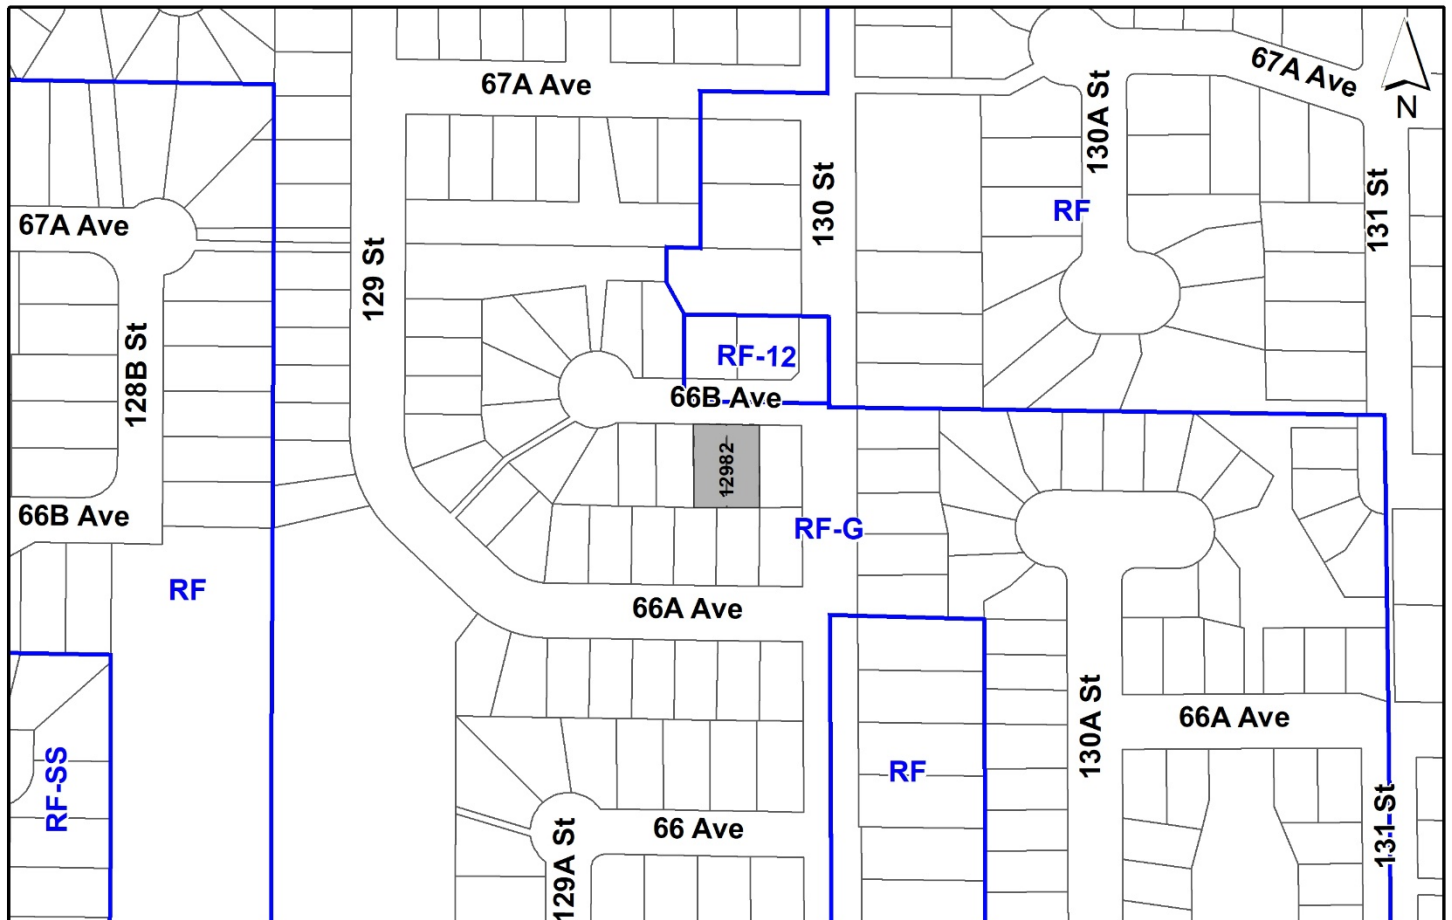 67A Ave
67A Ave
130A St
N
130 St
131 St
RF
67A Ave
129 St
128B St
RF-12
66B Ave
12982
66B Ave
RF-G
RF
66A Ave
130A St
66A Ave
RF-SS
RF
131 St
66 Ave
129A St